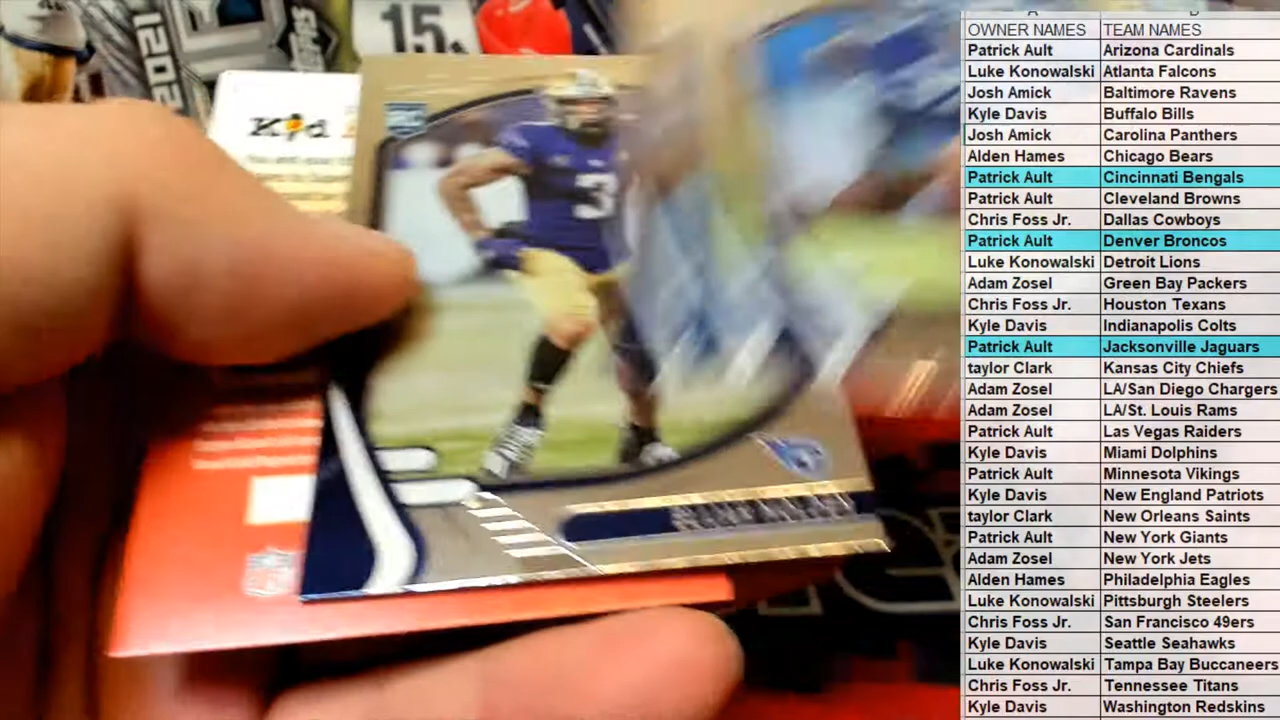 15
2021
Kid
3
OWNER NAMES TEAM NAMES
Patrick Ault Arizona Cardinals
Luke Konowalski Atlanta Falcons
Josh Amick Baltimore Ravens
Kyle Davis Buffalo Bills
Josh Amick Carolina Panthers
Alden Hames Chicago Bears
Patrick Ault Cincinnati Bengals
Patrick Ault Cleveland Browns
Chris Foss Jr. Dallas Cowboys
Patrick Ault Denver Broncos
Luke Konowalski Detroit Lions
Adam Zosel Green Bay Packers
Chris Foss Jr. Houston Texans
Kyle Davis Indianapolis Colts
Patrick Ault Jacksonville Jaguars
taylor Clark Kansas City Chiefs
Adam Zosel LA/San Diego Chargers
Adam Zosel LA/St. Louis Rams
Patrick Ault Las Vegas Raiders
Kyle Davis Miami Dolphins
Patrick Ault Minnesota Vikings
Kyle Davis New England Patriots
taylor Clark New Orleans Saints
Patrick Ault New York Giants
Adam Zosel New York Jets
Alden Hames Philadelphia Eagles
Luke Konowalski Pittsburgh Steelers
Chris Foss Jr. San Francisco 49ers
Kyle Davis Seattle Seahawks
Luke Konowalski Tampa Bay Buccaneers
Chris Foss Jr. Tennessee Titans
Kyle Davis Washington Redskins